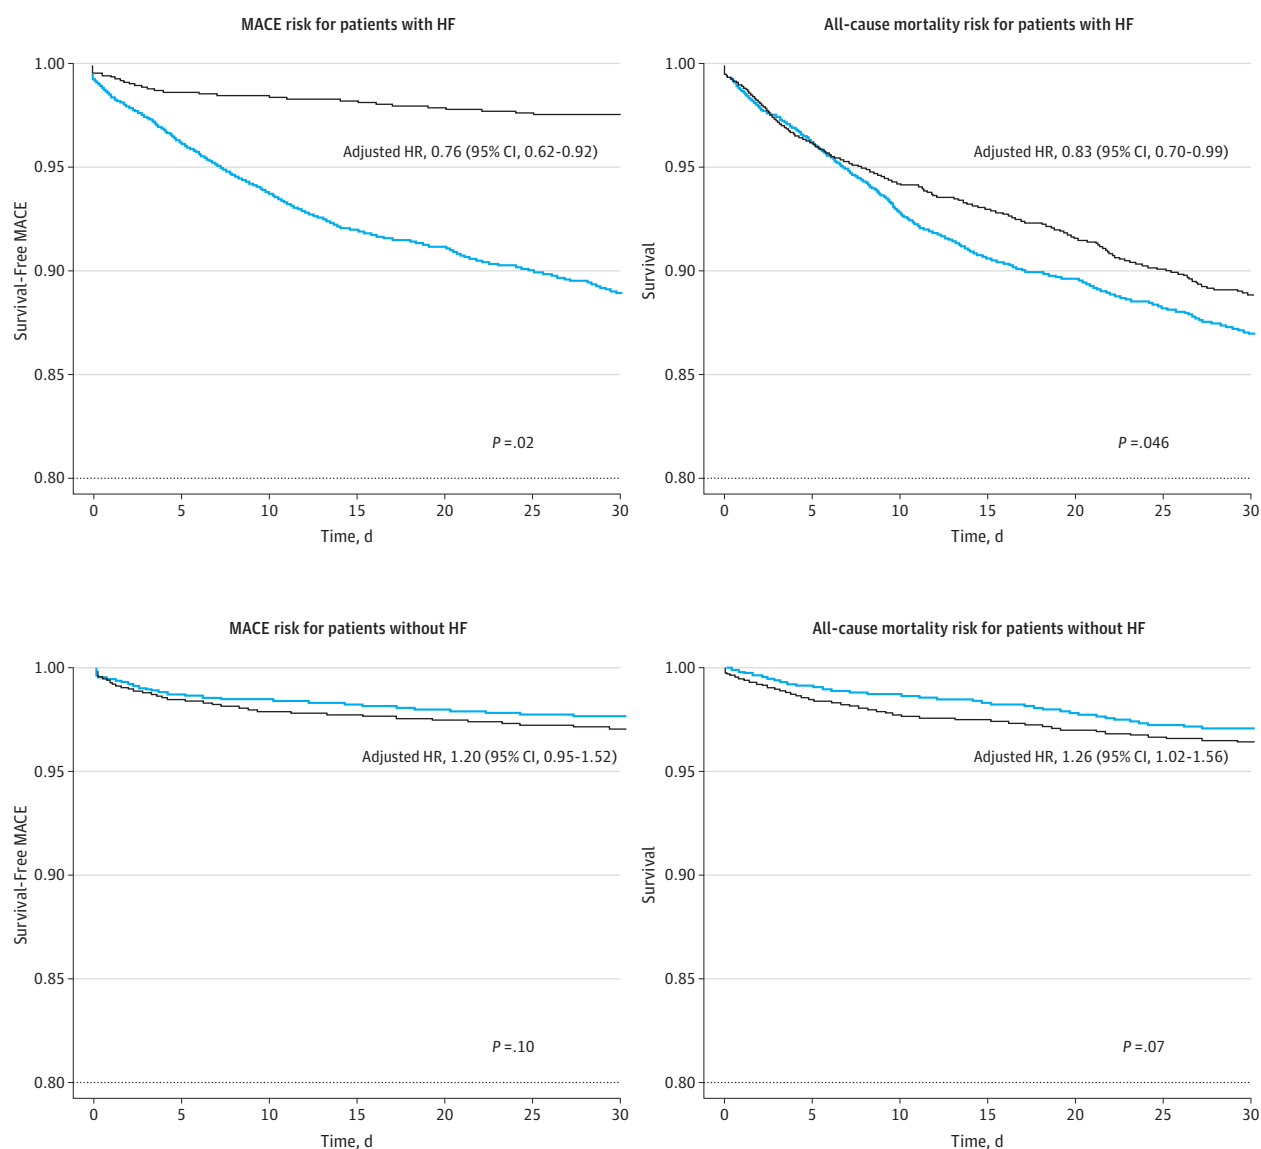 MACE risk for patients with HF
1.00
0.95
0.90
0.85
0.80
Survival-Free MACE
Adjusted HR, 0.76 (95% CI, 0.62-0.92)
P =.02
0 5 10 15 20 25 30
Time, d
All-cause mortality risk for patients with HF
1.00
0.95
0.90
0.85
0.80
Survival
Adjusted HR, 0.83 (95% CI, 0.70-0.99)
P =.046
0 5 10 15 20 25 30
Time, d
MACE risk for patients without HF
1.00
0.95
0.90
0.85
0.80
Survival-Free MACE
Adjusted HR, 1.20 (95% CI, 0.95-1.52)
P =.10
0 5 10 15 20 25 30
Time, d
All-cause mortality risk for patients without HF
1.00
0.95
0.90
0.85
0.80
Survival
Adjusted HR, 1.26 (95% CI, 1.02-1.56)
P =.07
0 5 10 15 20 25 30
Time, d